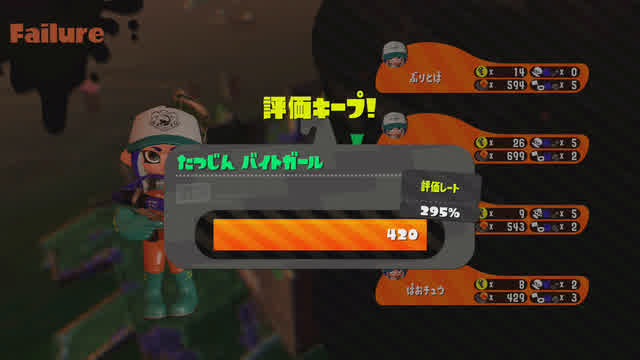 Failure
評価キープ!
たつじん バイトガール
評価レート
295%
420
ぷりとは
x 14 x 0
x 594 x 5
x 26 x 5
x 699 x 2
x 9 x 5
x 543 x 2
ぱおチュウ
x 8 x 2
x 429 x 3